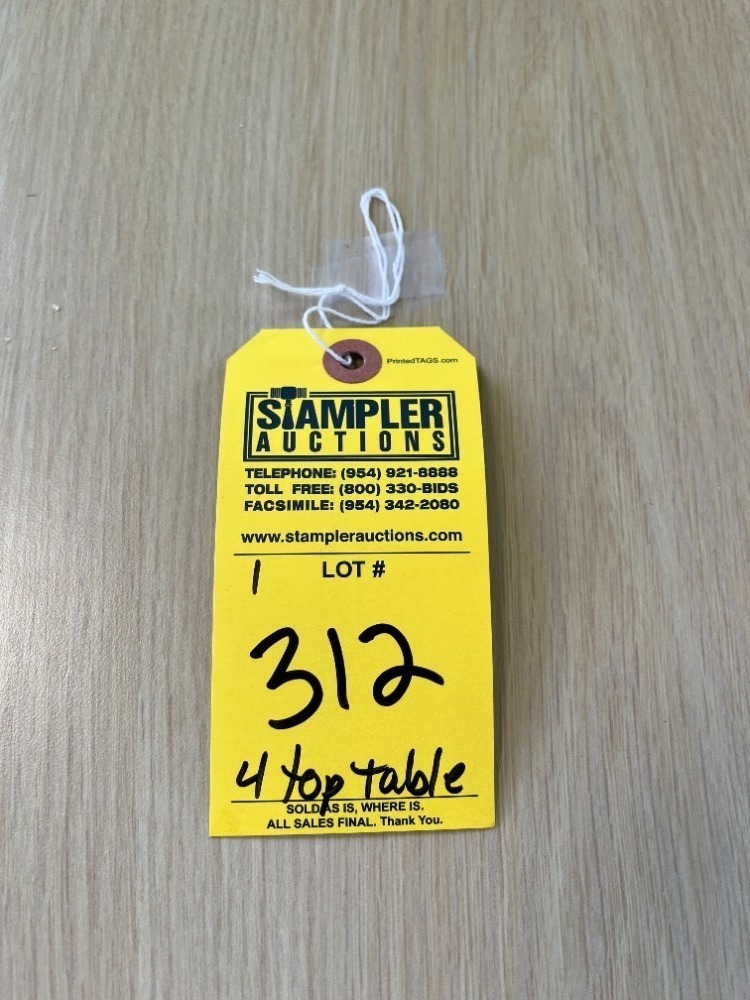 PrintedTAGS.com
STAMPLER
AUCTIONS
TELEPHONE: (954) 921-8888
TOLL FREE: (800) 330-BIDS
FACSIMILE: (954) 342-2080
www.stamplerauctions.com
1 LOT #
312
4 top table
SOLD AS IS, WHERE IS.
ALL SALES FINAL. Thank You.